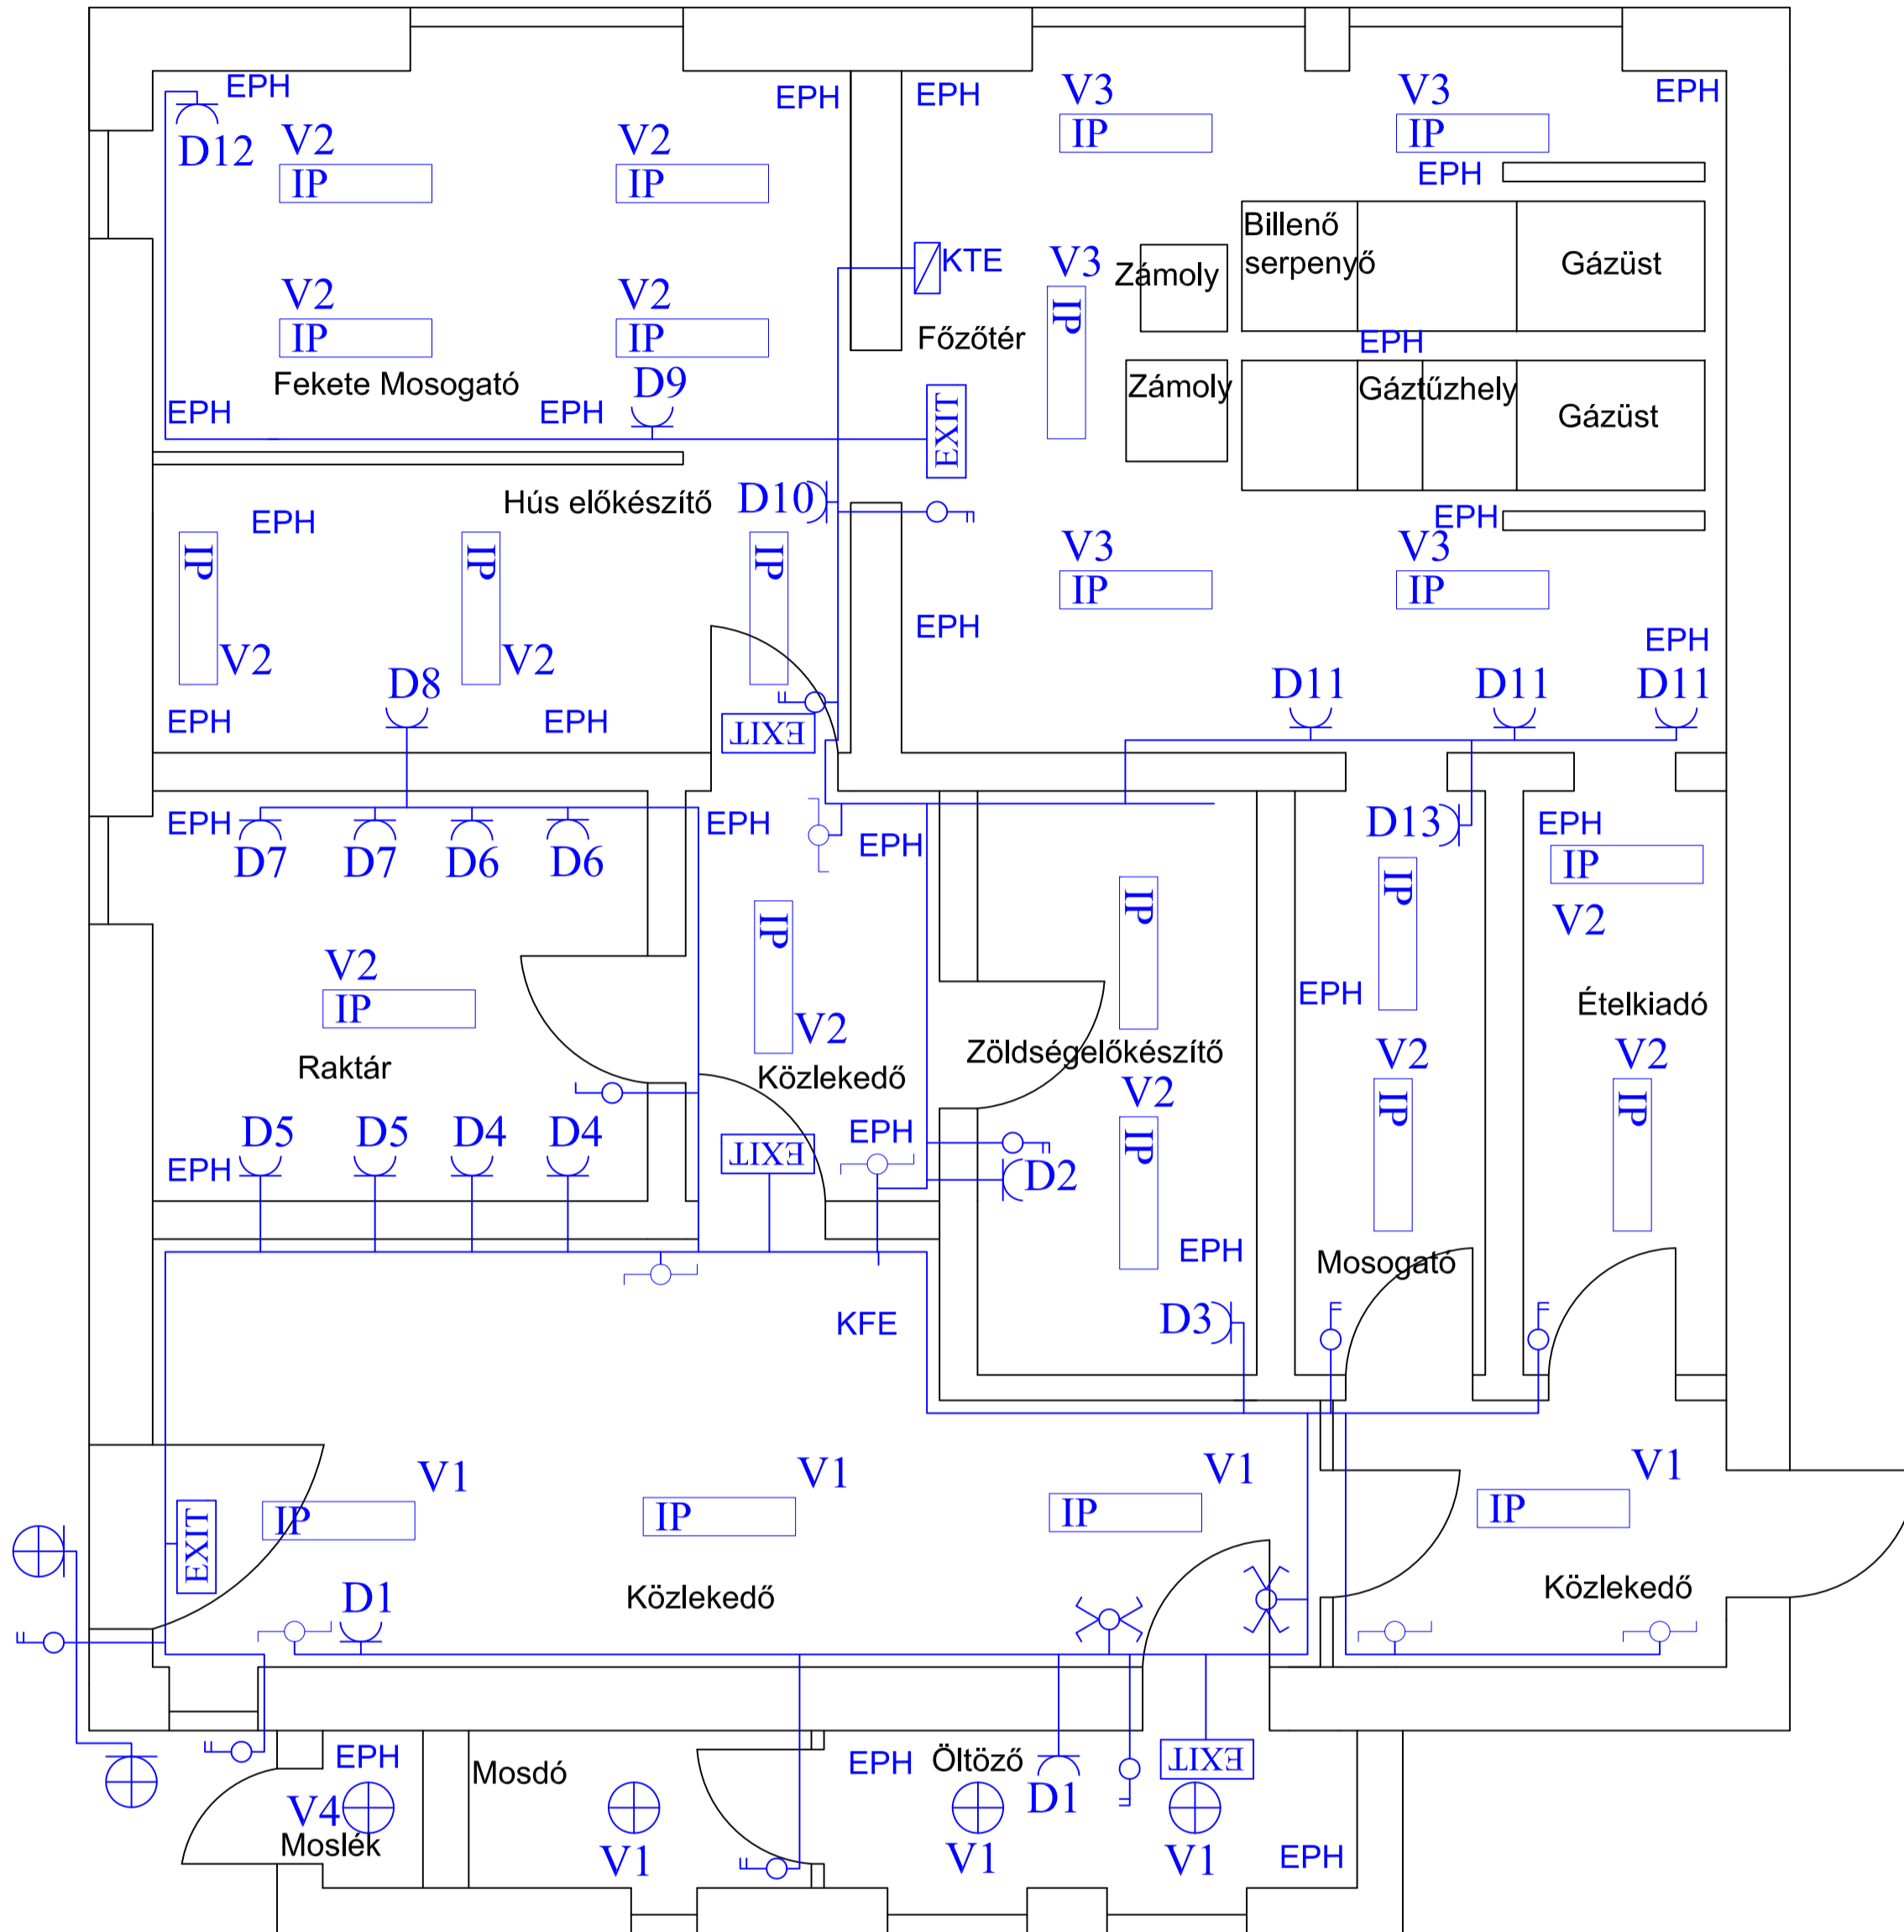 EPH
EPH
EPH
V3
V3
EPH
D12
V2
IP
V2
IP
IP
IP
EPH
Billenő
serpenyő
Gázüst
KTE
V3
IP
Zámoly
V2
IP
V2
IP
Főzőtér
EPH
Fekete Mosogató
D9
Zámoly
Gáztűzhely
Gázüst
EPH
EPH
EXIT
Hús előkészítő
D10
EPH
EPH
IP
IP
IP
V3
IP
V3
IP
V2
V2
EPH
EPH
D8
D11
D11
D11
EPH
EPH
EXIT
EPH
D7
D7
D6
D6
EPH
EPH
D13
EPH
IP
IP
IP
IP
V2
V2
IP
EPH
Ételkiadó
V2
Raktár
Közlekedő
Zöldségelőkészítő
V2
V2
V2
IP
IP
IP
D5
D5
D4
D4
EPH
EXIT
EPH
D2
EPH
Mosogató
KFE
D3
V1
V1
V1
V1
IP
IP
IP
IP
EXIT
D1
Közlekedő
Közlekedő
EPH
Mosdó
EPH
Öltöző
EXIT
V4
D1
Moslék
V1
V1
V1
EPH